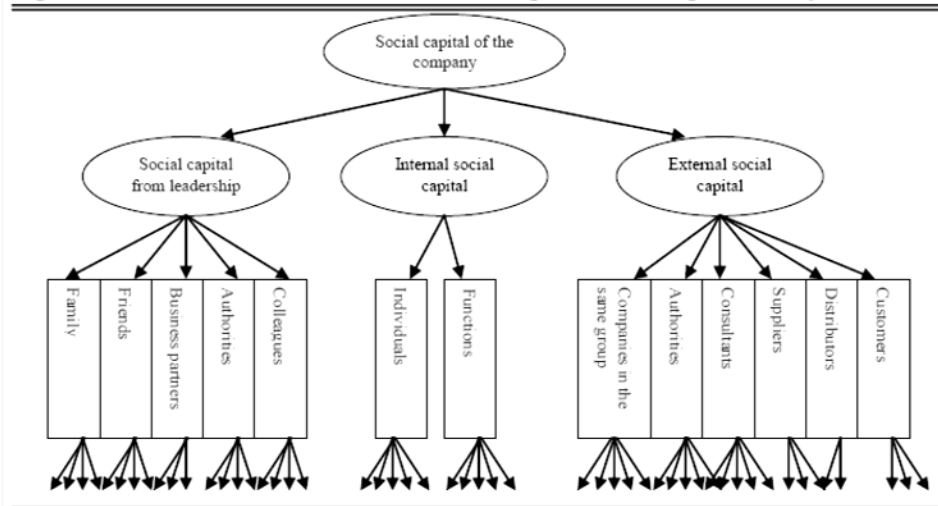 Social capital of the
company
Social capital
from leadership
Internal social
capital
External social
capital
Family
Friends
Business partners
Authorities
Colleagues
Individuals
Functions
Companies in the
same group
Authorities
Consultants
Suppliers
Distributors
Customers